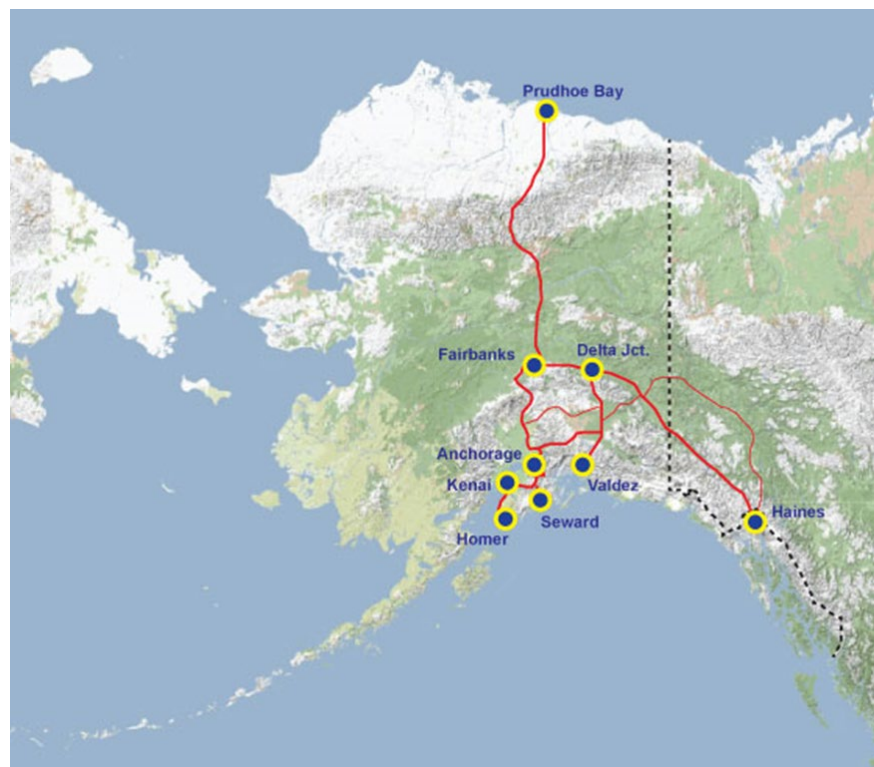 Prudhoe Bay
Fairbanks
Delta Jct.
Anchorage
Kenai
Valdez
Seward
Haines
Homer